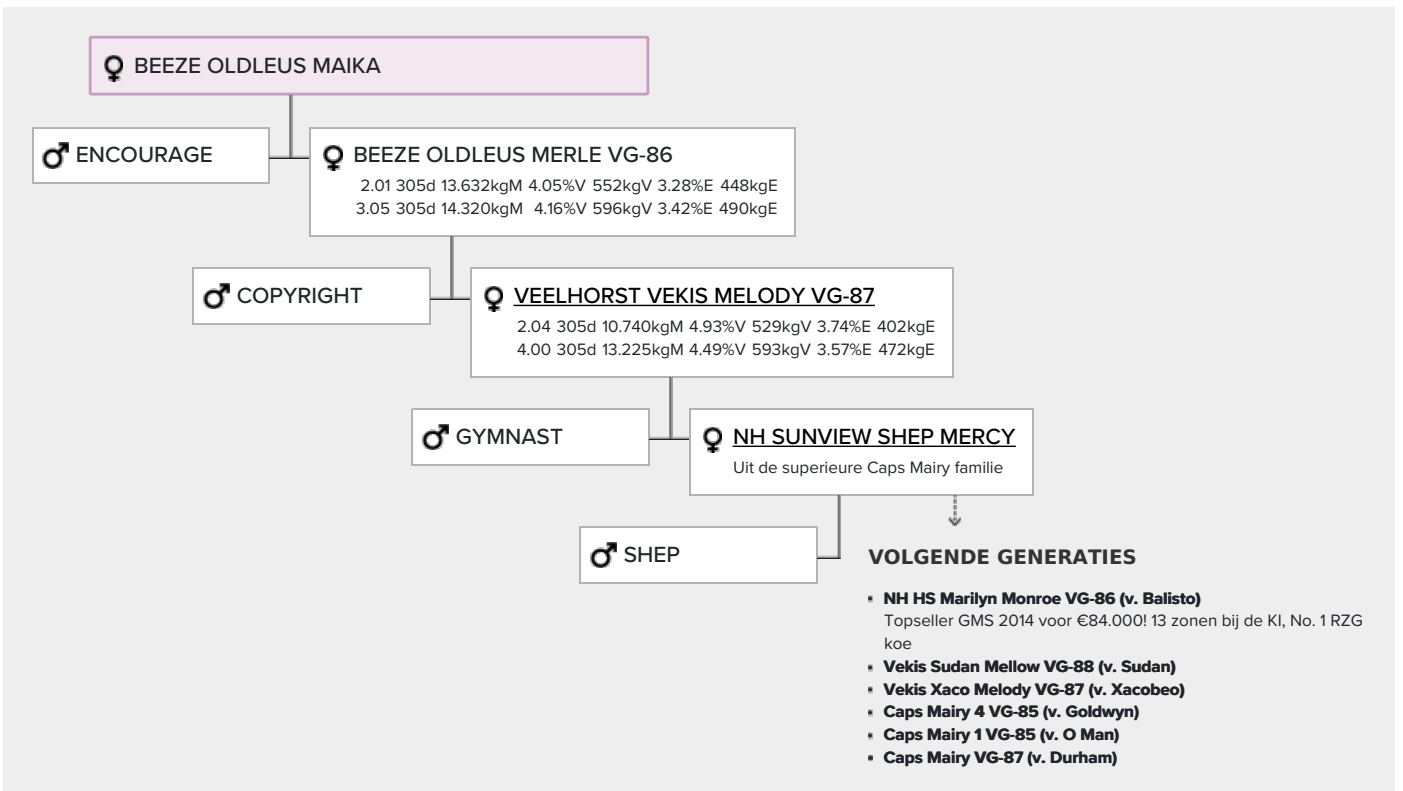 ♀ BEEZE OLDLEUS MAIKA
♂ ENCOURAGE
♀ BEEZE OLDLEUS MERLE VG-86
2.01 305d 13.632kgM 4.05%V 552kgV 3.28%E 448kgE
3.05 305d 14.320kgM 4.16%V 596kgV 3.42%E 490kgE
♂ COPYRIGHT
♀ VEELHORST VEKIS MELODY VG-87
2.04 305d 10.740kgM 4.93%V 529kgV 3.74%E 402kgE
4.00 305d 13.225kgM 4.49%V 593kgV 3.57%E 472kgE
♂ GYMNAST
♀ NH SUNVIEW SHEP MERCY
Uit de superieure Caps Mairy familie
♂ SHEP
VOLGENDE GENERATIES
▪ NH HS Marilyn Monroe VG-86 (v. Balisto)
Topseller GMS 2014 voor €84.000! 13 zonen bij de KI, No. 1 RZG
koe
▪ Vekis Sudan Mellow VG-88 (v. Sudan)
▪ Vekis Xaco Melody VG-87 (v. Xacobeo)
▪ Caps Mairy 4 VG-85 (v. Goldwyn)
▪ Caps Mairy 1 VG-85 (v. O Man)
▪ Caps Mairy VG-87 (v. Durham)